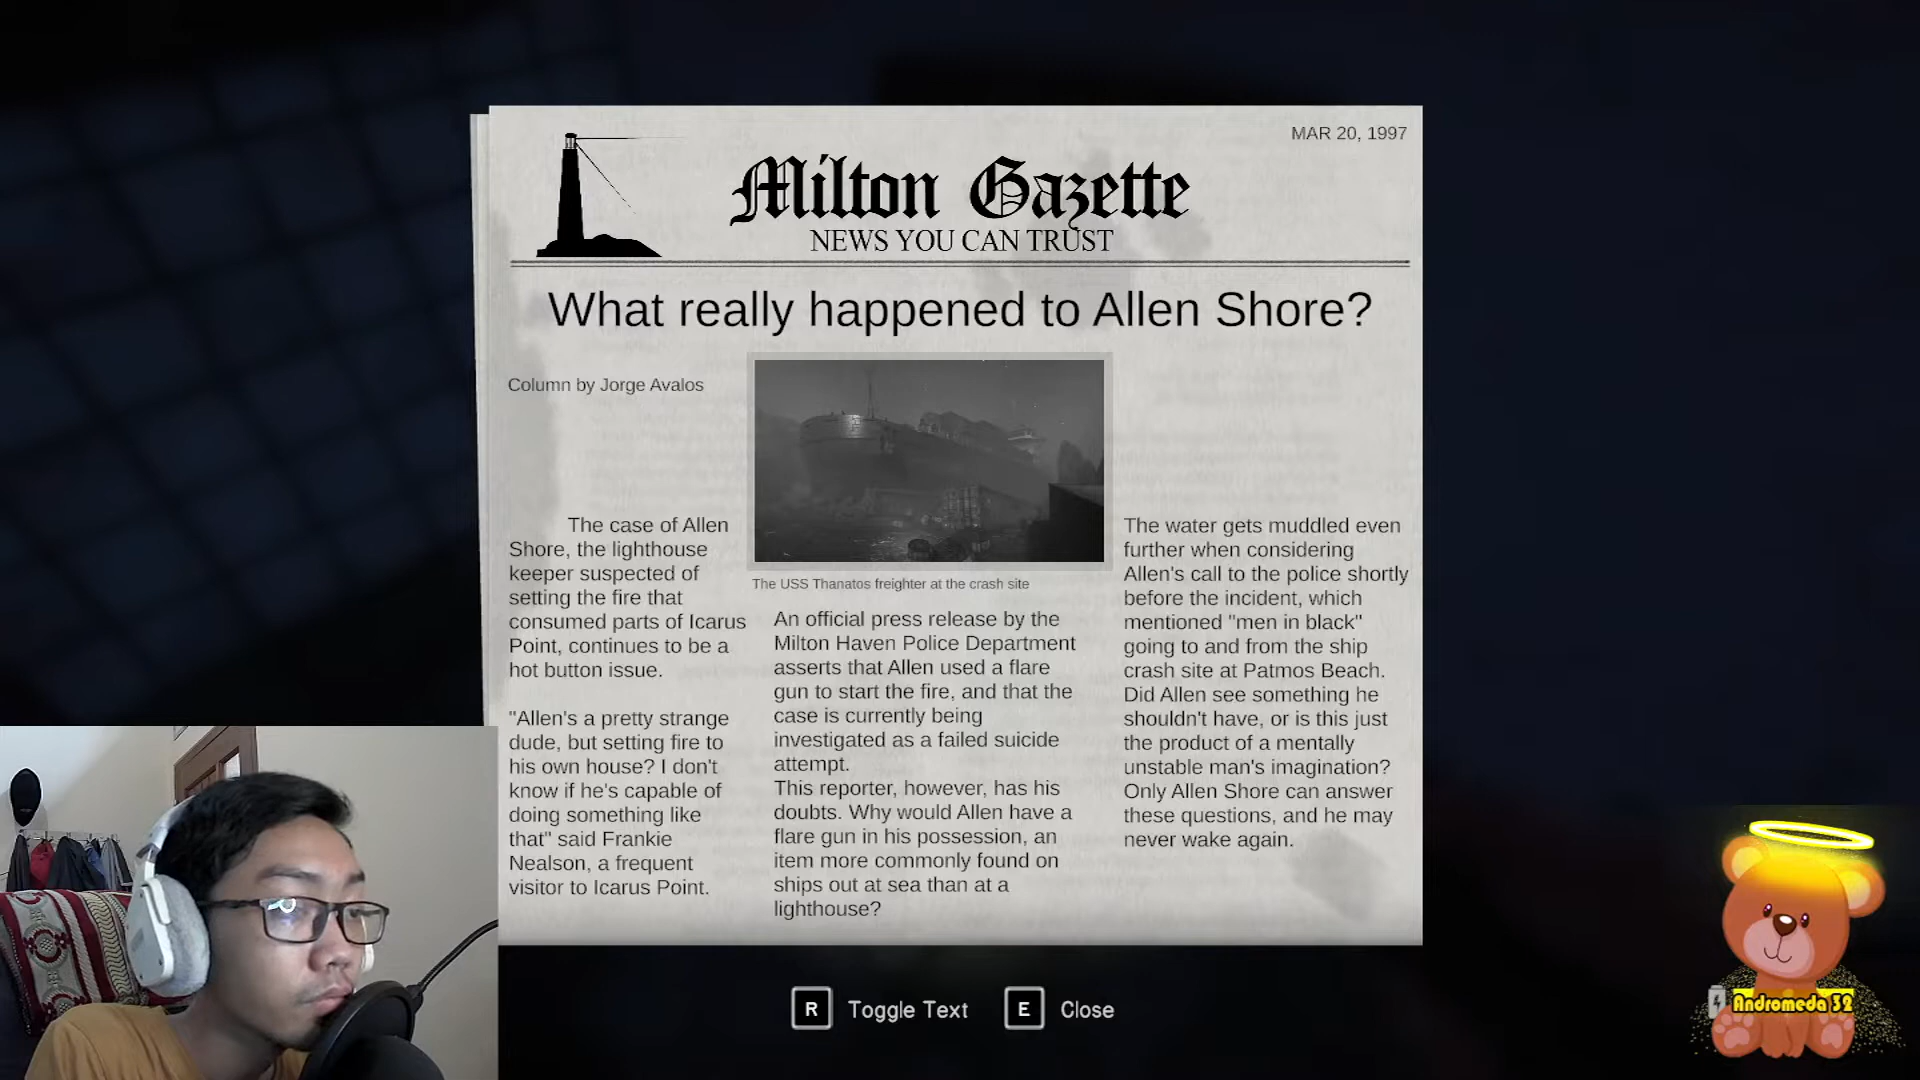 MAR 20, 1997
Milton Gazette
NEWS YOU CAN TRUST
What really happened to Allen Shore?
Column by Jorge Avalos
The case of Allen
Shore, the lighthouse
keeper suspected of
setting the fire that
consumed parts of Icarus
Point, continues to be a
hot button issue.
"Allen's a pretty strange
dude, but setting fire to
his own house? I don't
know if he's capable of
doing something like
that" said Frankie
Nealson, a frequent
visitor to Icarus Point.
The USS Thanatos freighter at the crash site
An official press release by the
Milton Haven Police Department
asserts that Allen used a flare
gun to start the fire, and that the
case is currently being
investigated as a failed suicide
attempt.
This reporter, however, has his
doubts. Why would Allen have a
flare gun in his possession, an
item more commonly found on
ships out at sea than at a
lighthouse?
The water gets muddled even
further when considering
Allen's call to the police shortly
before the incident, which
mentioned "men in black"
going to and from the ship
crash site at Patmos Beach.
Did Allen see something he
shouldn't have, or is this just
the product of a mentally
unstable man's imagination?
Only Allen Shore can answer
these questions, and he may
never wake again.
R Toggle Text E Close
Andromeda 32